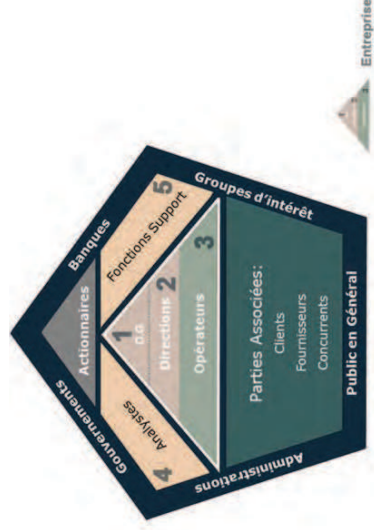 Gouvernements
Banques
Actionnaires
4
Analystes
5
Fonctions Support
1
D.G
Directions 2
Opérateurs 3
Administrations
Groupes d'intérêt
Parties Associées:
Clients
Fournisseurs
Concurrents
Public en Général
Entreprise